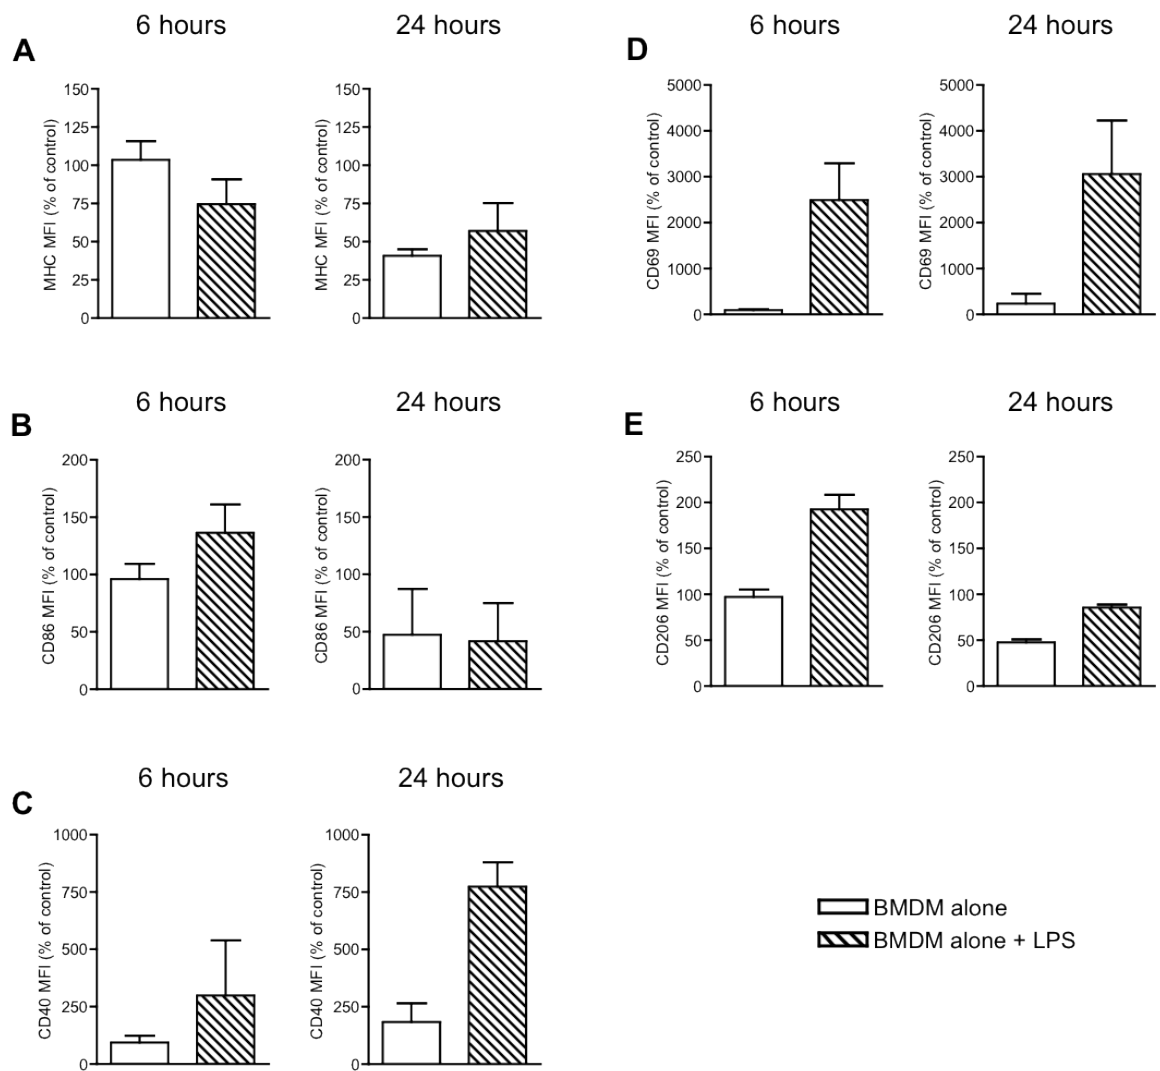 6 hours
24 hours
A
MHC MFI (% of control)
150
125
100
75
50
25
0
MHC MFI (% of control)
150
125
100
75
50
25
0
6 hours
24 hours
B
CD86 MFI (% of control)
200
150
100
50
0
CD86 MFI (% of control)
200
150
100
50
0
6 hours
24 hours
C
CD40 MFI (% of control)
1000
750
500
250
0
CD40 MFI (% of control)
1000
750
500
250
0
6 hours
24 hours
D
CD69 MFI (% of control)
5000
4000
3000
2000
1000
0
CD69 MFI (% of control)
5000
4000
3000
2000
1000
0
6 hours
24 hours
E
CD206 MFI (% of control)
250
200
150
100
50
0
CD206 MFI (% of control)
250
200
150
100
50
0
BMDM alone
BMDM alone + LPS